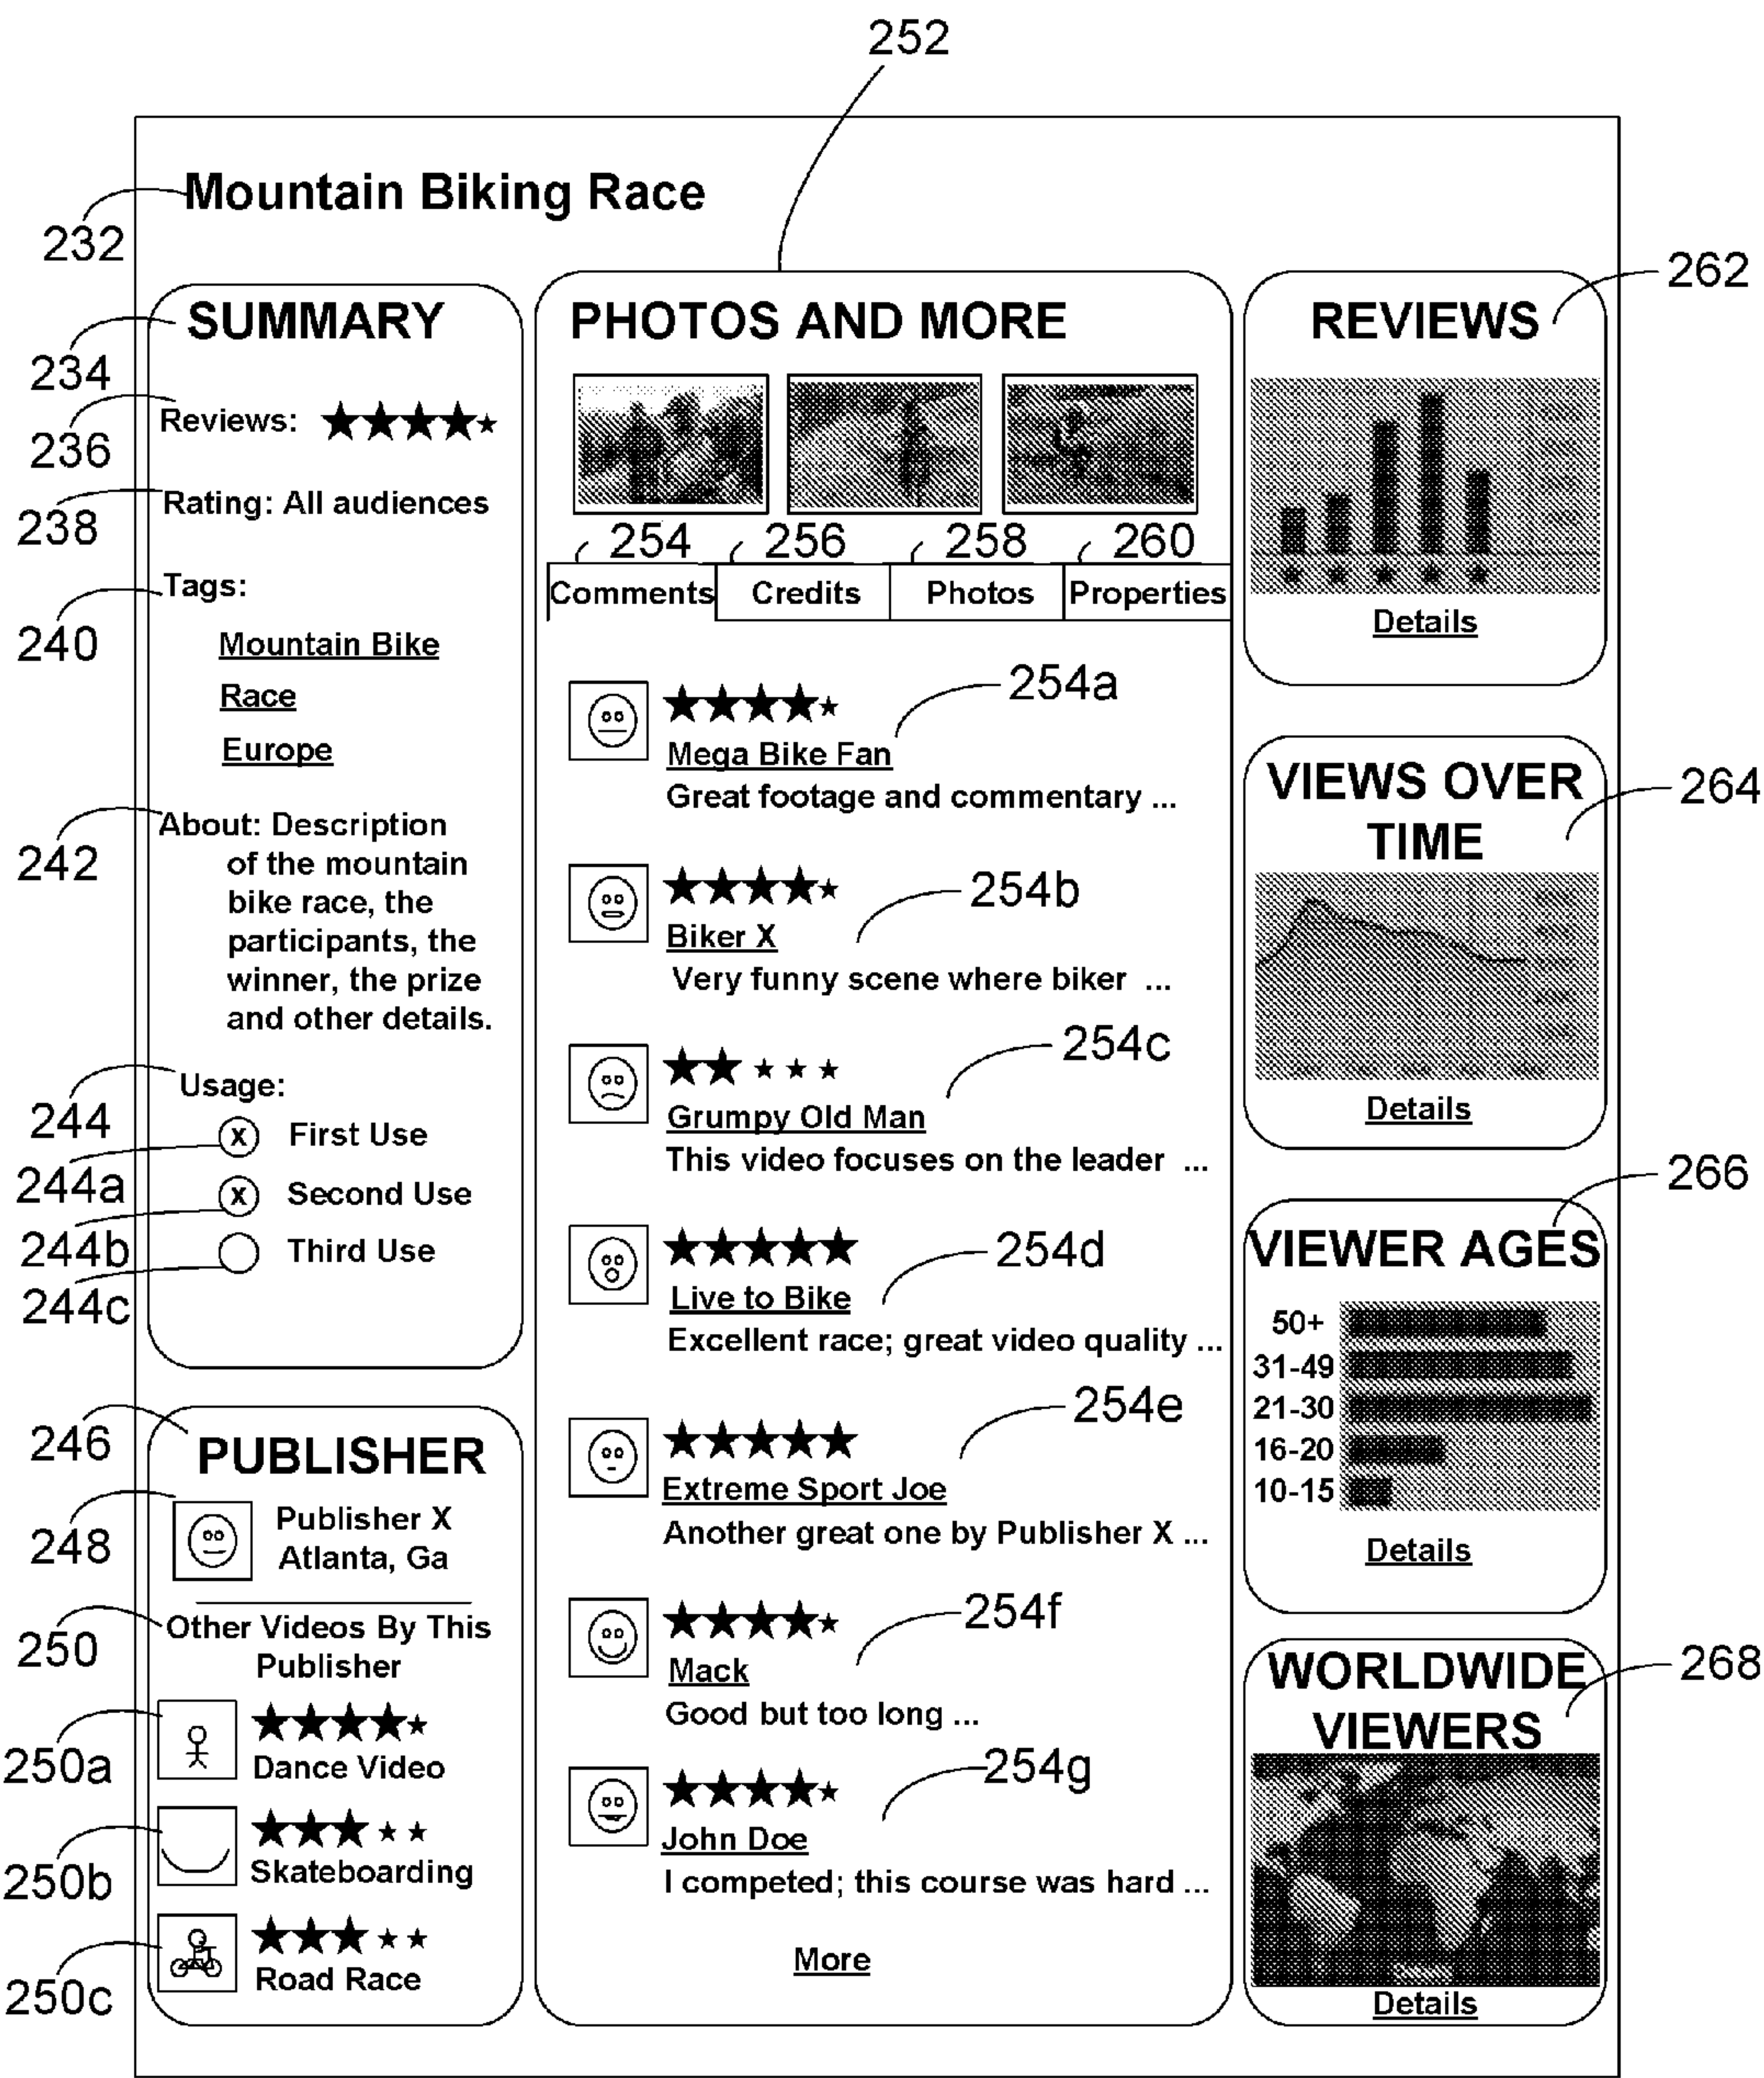 252
Mountain Biking Race
232
SUMMARY
234
236
Reviews:
238
Rating: All audiences
240
Tags:
Mountain Bike
Race
Europe
242
About: Description
of the mountain
bike race, the
participants, the
winner, the prize
and other details.
244
Usage:
244a
X First Use
244b
X Second Use
244c
Third Use
246
PUBLISHER
248
Publisher X
Atlanta, Ga
250
Other Videos By This
Publisher
250a
Dance Video
250b
Skateboarding
250c
Road Race
PHOTOS AND MORE
254 256 258 260
Comments Credits Photos Properties
254a
Mega Bike Fan
Great footage and commentary ...
254b
Biker X
Very funny scene where biker ...
254c
Grumpy Old Man
This video focuses on the leader ...
254d
Live to Bike
Excellent race; great video quality ...
254e
Extreme Sport Joe
Another great one by Publisher X ...
254f
Mack
Good but too long ...
254g
John Doe
I competed; this course was hard ...
More
262
REVIEWS
Details
264
VIEWS OVER
TIME
Details
266
VIEWER AGES
50+
31-49
21-30
16-20
10-15
Details
268
WORLDWIDE
VIEWERS
Details